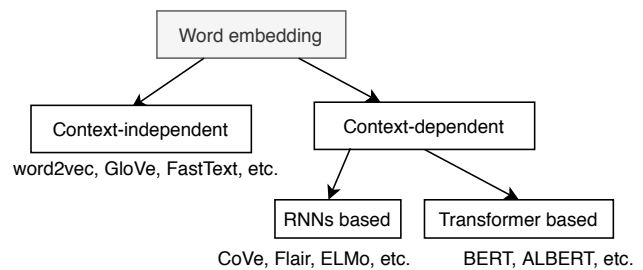 Word embedding
Context-independent
Context-dependent
word2vec, GloVe, FastText, etc.
RNNs based
Transformer based
CoVe, Flair, ELMo, etc.
BERT, ALBERT, etc.